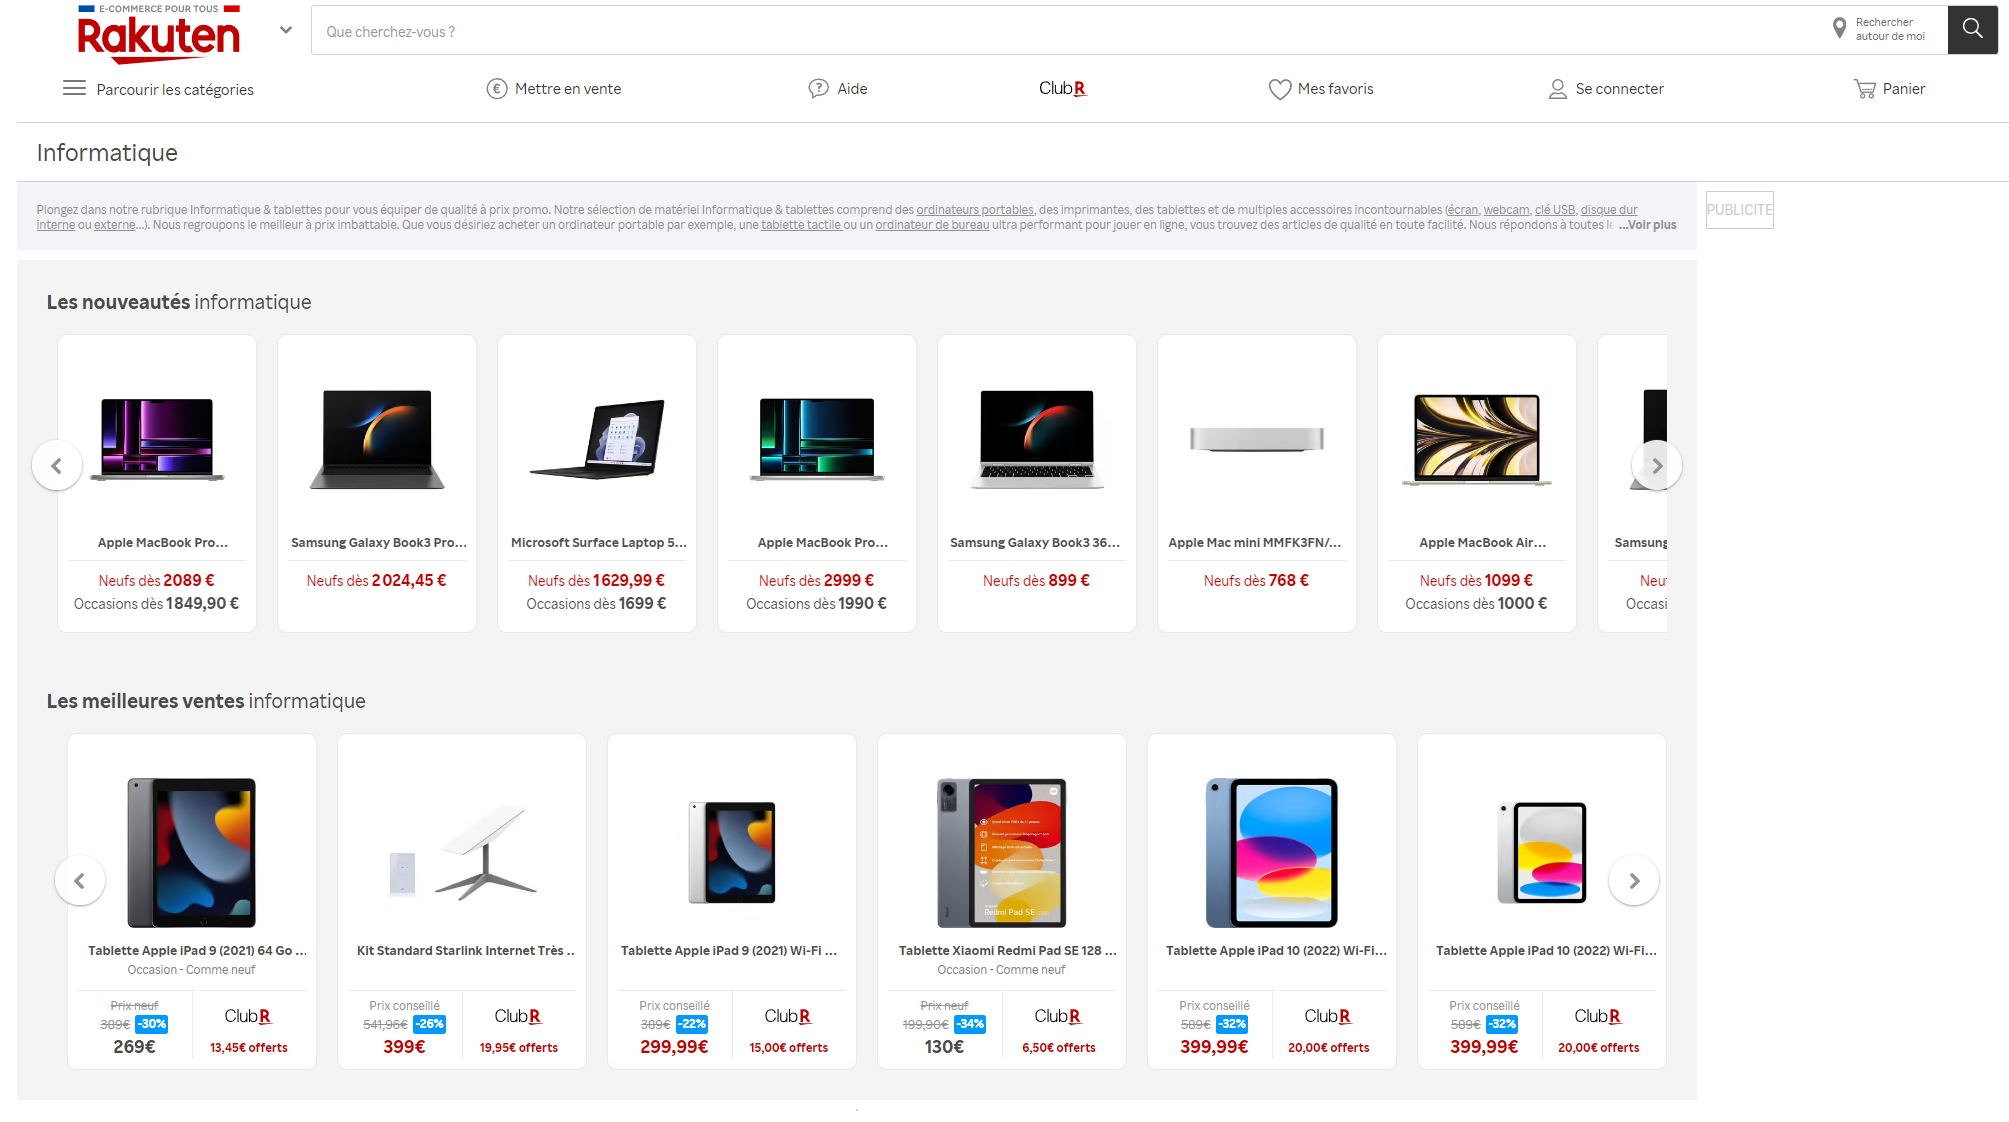 E-COMMERCE POUR TOUS
Rakuten
Que cherchez-vous ?
Rechercher
autour de moi
Parcourir les catégories
Mettre en vente
Aide
ClubR
Mes favoris
Se connecter
Panier
Informatique
Plongez dans notre rubrique Informatique & tablettes pour vous équiper de qualité à prix promo. Notre sélection de matériel Informatique & tablettes comprend des ordinateurs portables, des imprimantes, des tablettes et de multiples accessoires incontournables (écran, webcam, clé USB, disque dur
interne ou externe...). Nous regroupons le meilleur à prix imbattable. Que vous désiriez acheter un ordinateur portable par exemple, une tablette tactile ou un ordinateur de bureau ultra performant pour jouer en ligne, vous trouvez des articles de qualité en toute facilité. Nous répondons à toutes ...Voir plus
PUBLICITE
Les nouveautés informatique
Apple MacBook Pro...
Neufs dès 2089 €
Occasions dès 1 849,90 €
Samsung Galaxy Book3 Pro...
Neufs dès 2 024,45 €
Microsoft Surface Laptop 5...
Neufs dès 1 629,99 €
Occasions dès 1699 €
Apple MacBook Pro...
Neufs dès 2999 €
Occasions dès 1990 €
Samsung Galaxy Book3 36...
Neufs dès 899 €
Apple Mac mini MMFK3FN/...
Neufs dès 768 €
Apple MacBook Air...
Neufs dès 1099 €
Occasions dès 1000 €
Samsung
Neuf
Occasi
Les meilleures ventes informatique
Redmi Pad SE
Tablette Apple iPad 9 (2021) 64 Go ...
Occasion - Comme neuf
Prix neuf
389€ -30%
269€
ClubR
13,45€ offerts
Kit Standard Starlink Internet Très ..
Prix conseillé
541,96€ -26%
399€
ClubR
19,95€ offerts
Tablette Apple iPad 9 (2021) Wi-Fi ...
Prix conseillé
389€ -22%
299,99€
ClubR
15,00€ offerts
Tablette Xiaomi Redmi Pad SE 128 ...
Occasion - Comme neuf
Prix neuf
199,90€ -34%
130€
ClubR
6,50€ offerts
Tablette Apple iPad 10 (2022) Wi-Fi...
Prix conseillé
589€ -32%
399,99€
ClubR
20,00€ offerts
Tablette Apple iPad 10 (2022) Wi-Fi...
Prix conseillé
589€ -32%
399,99€
ClubR
20,00€ offerts